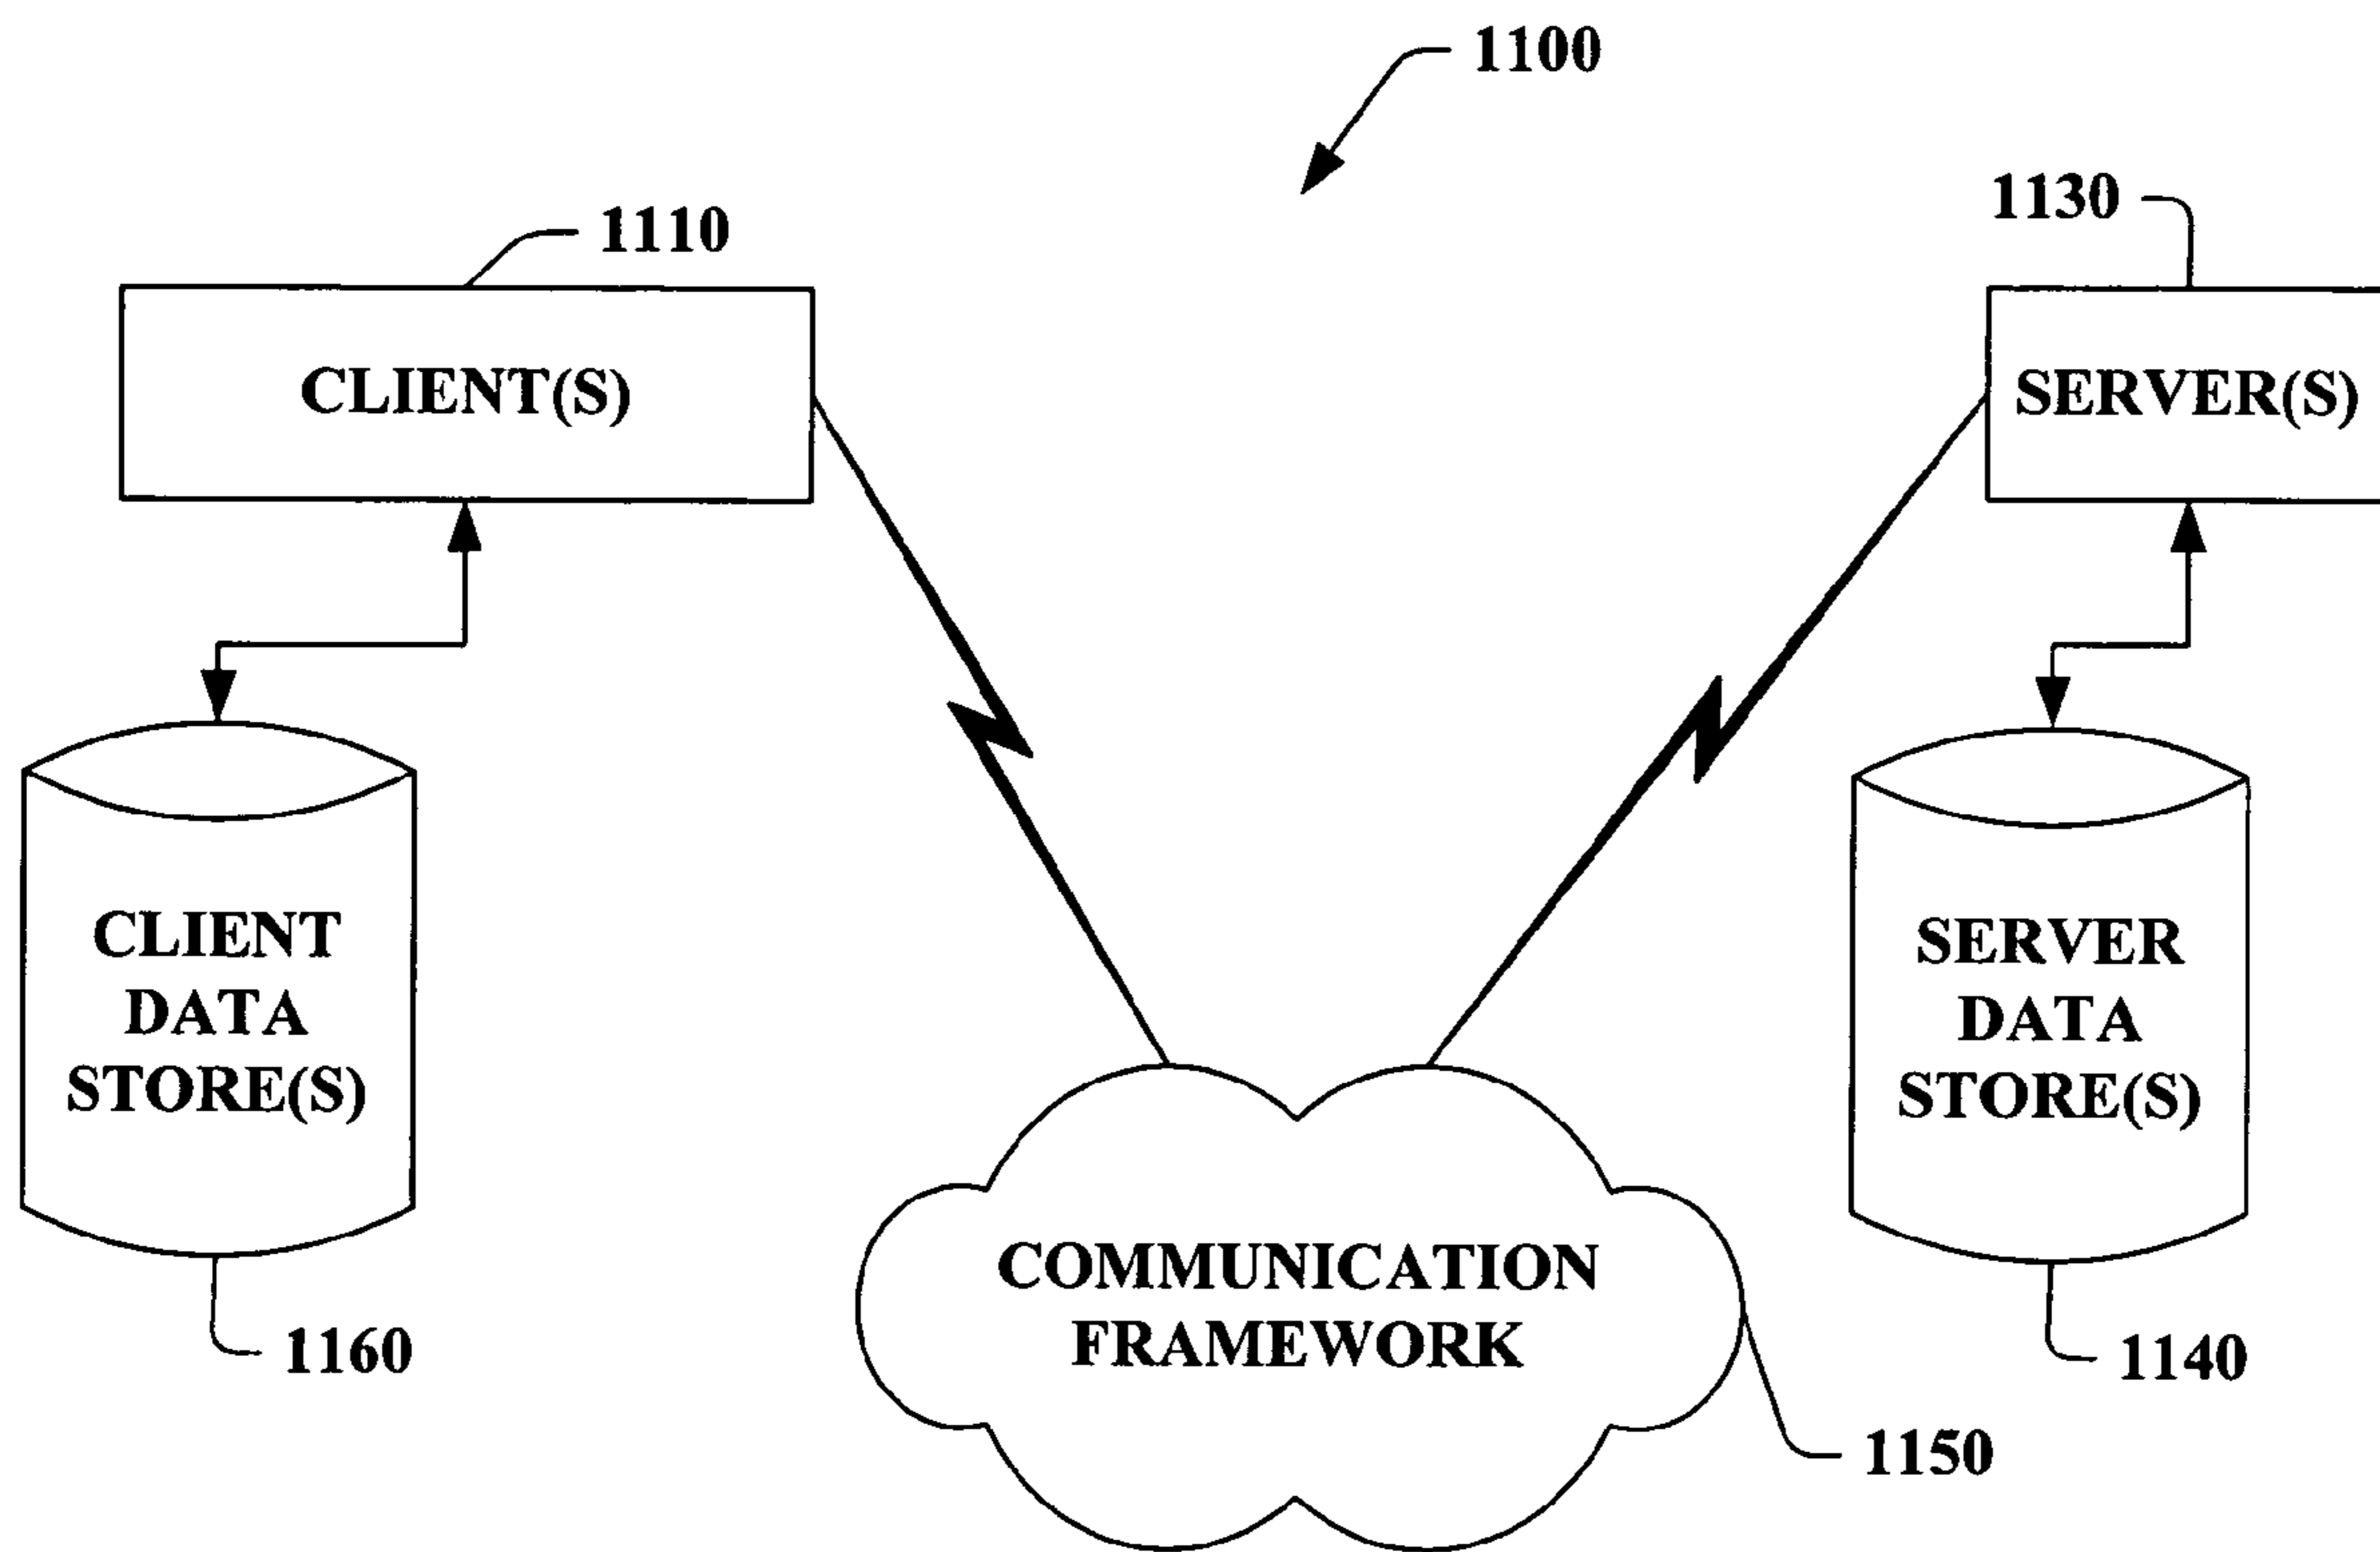 1100
1130
1110
CLIENT(S)
SERVER(S)
CLIENT
DATA
STORE(S)
SERVER
DATA
STORE(S)
COMMUNICATION
FRAMEWORK
1160
1140
1150